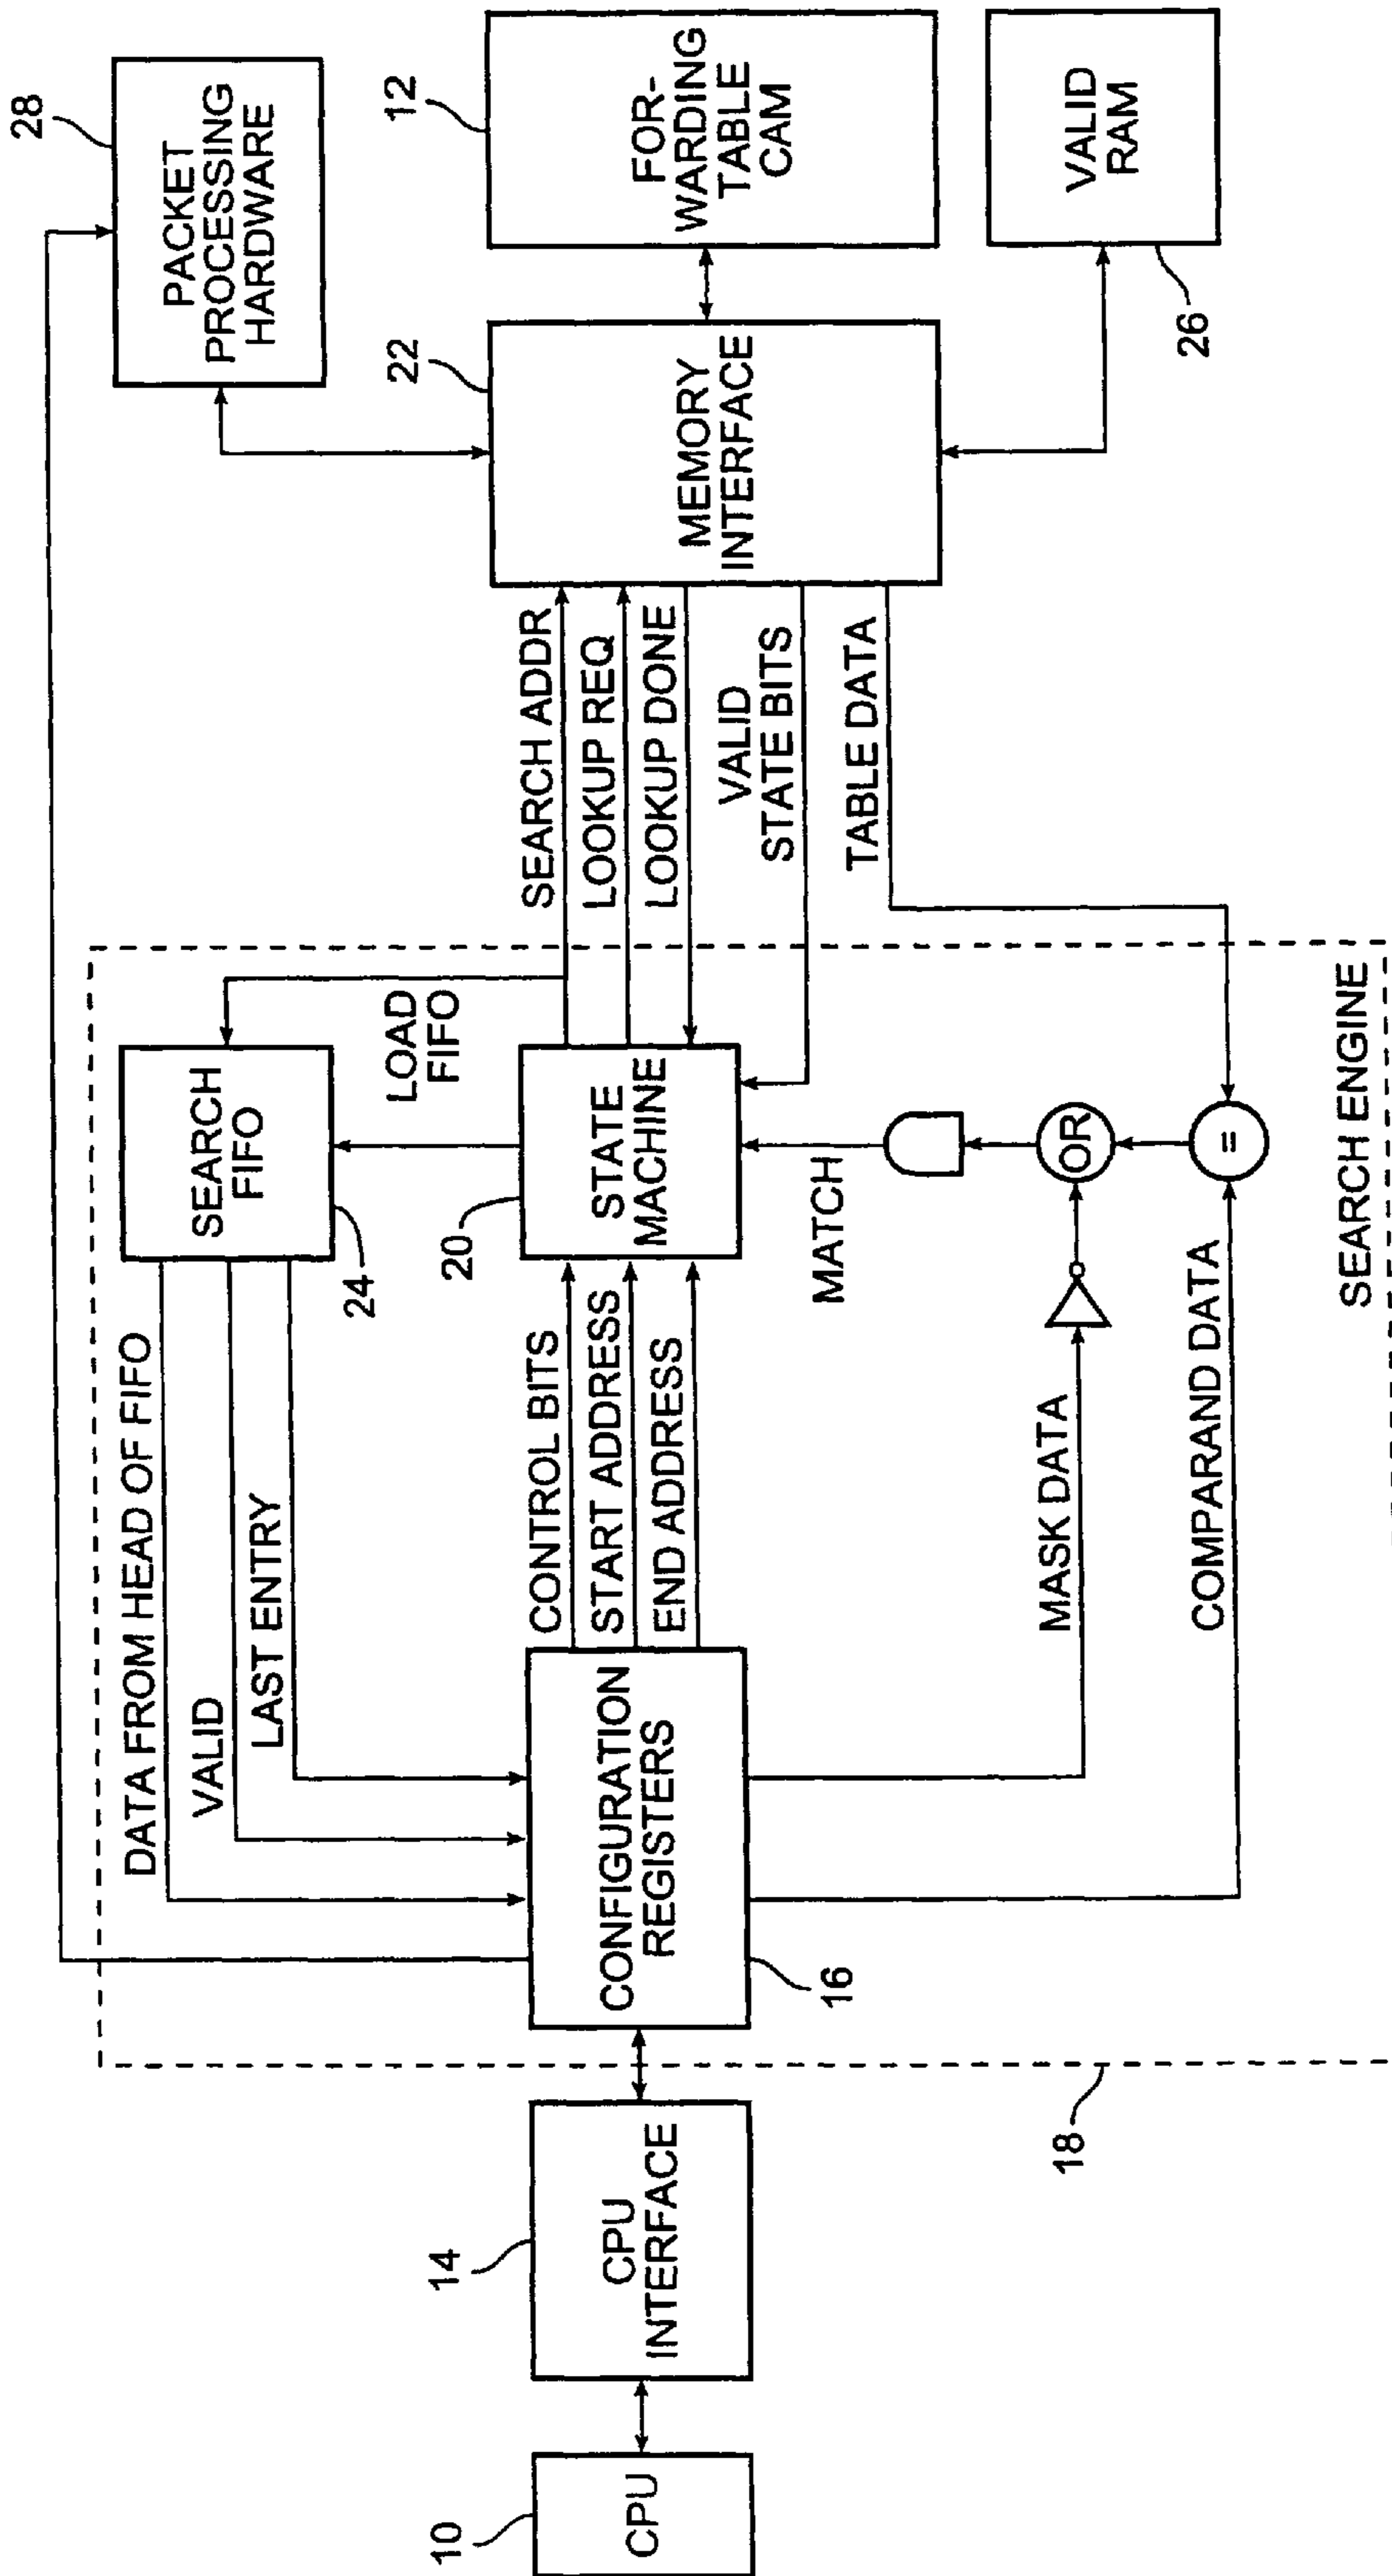 28
PACKET
PROCESSING
HARDWARE
12
FOR-
WARDING
TABLE
CAM
VALID
RAM
26
22
MEMORY
INTERFACE
SEARCH ADDR
LOOKUP REQ
LOOKUP DONE
VALID
STATE BITS
TABLE DATA
LOAD
FIFO
SEARCH
FIFO
24
DATA FROM HEAD OF FIFO
VALID
LAST ENTRY
20
STATE
MACHINE
CONTROL BITS
START ADDRESS
END ADDRESS
MATCH
OR
=
MASK DATA
COMPARAND DATA
SEARCH ENGINE
CONFIGURATION
REGISTERS
16
18
14
CPU
INTERFACE
10
CPU